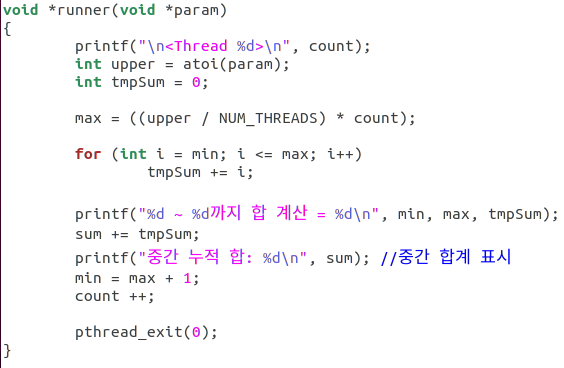 void *runner(void *param)
{
        printf("\n<Thread %d>\n", count);
        int upper = atoi(param);
        int tmpSum = 0;

        max = ((upper / NUM_THREADS) * count);

        for (int i = min; i <= max; i++)
                tmpSum += i;

        printf("%d ~ %d까지 합 계산 = %d\n", min, max, tmpSum);
        sum += tmpSum;
        printf("중간 누적 합: %d\n", sum); //중간 합계 표시
        min = max + 1;
        count ++;

        pthread_exit(0);
}